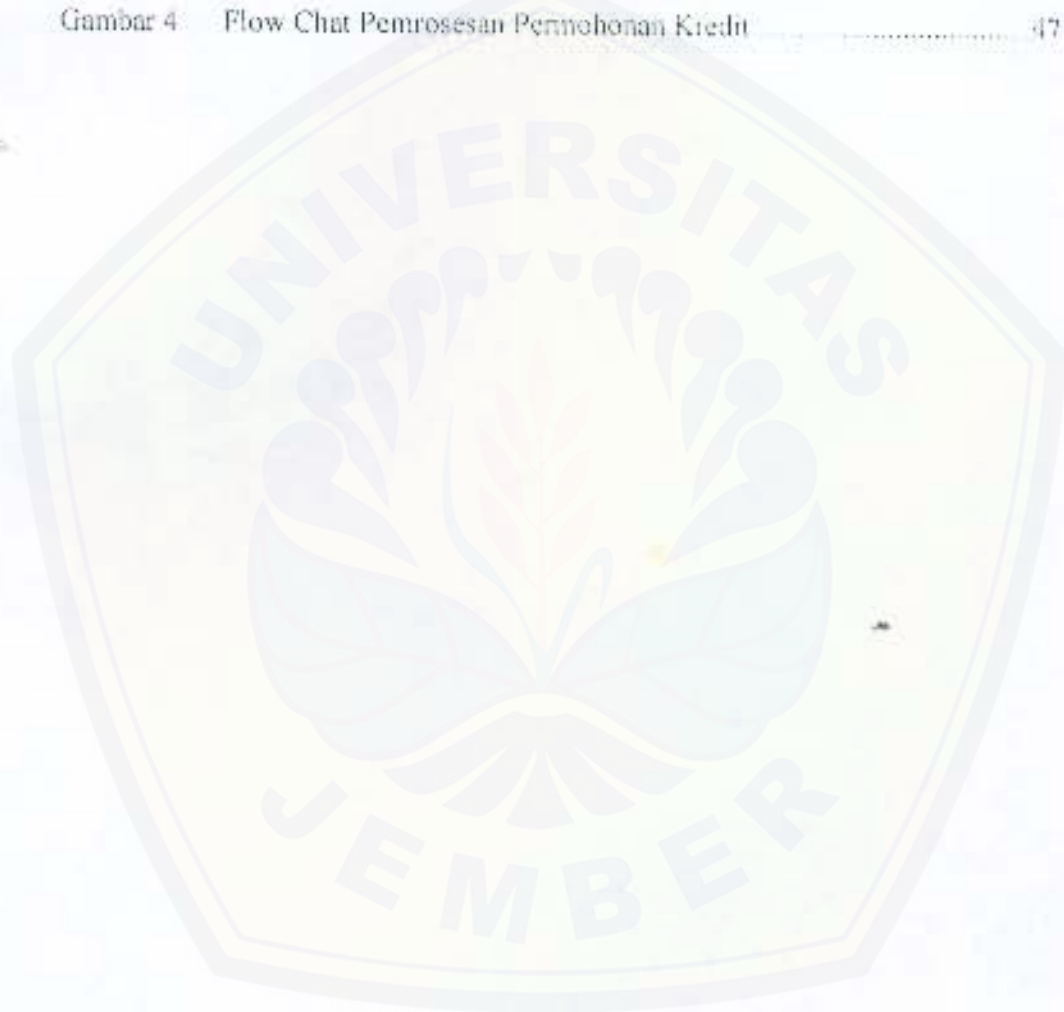 Gambar 4 Flow Chat Pemrosesan Permohonan Kredit .................. 47
UNIVERSITAS
JEMBER